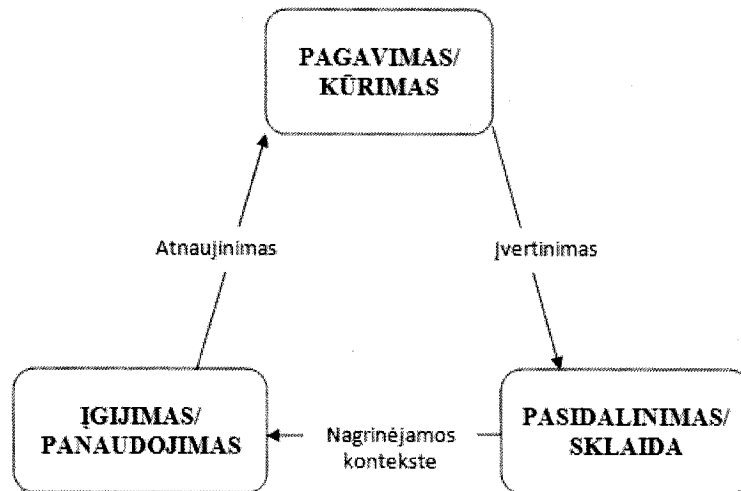 PAGAVIMAS/
KŪRIMAS
Atnaujinimas
Įvertinimas
ĮGIJIMAS/
PANAUDOJIMAS
Nagrinėjamos
kontekste
PASIDALINIMAS/
SKLAIDA